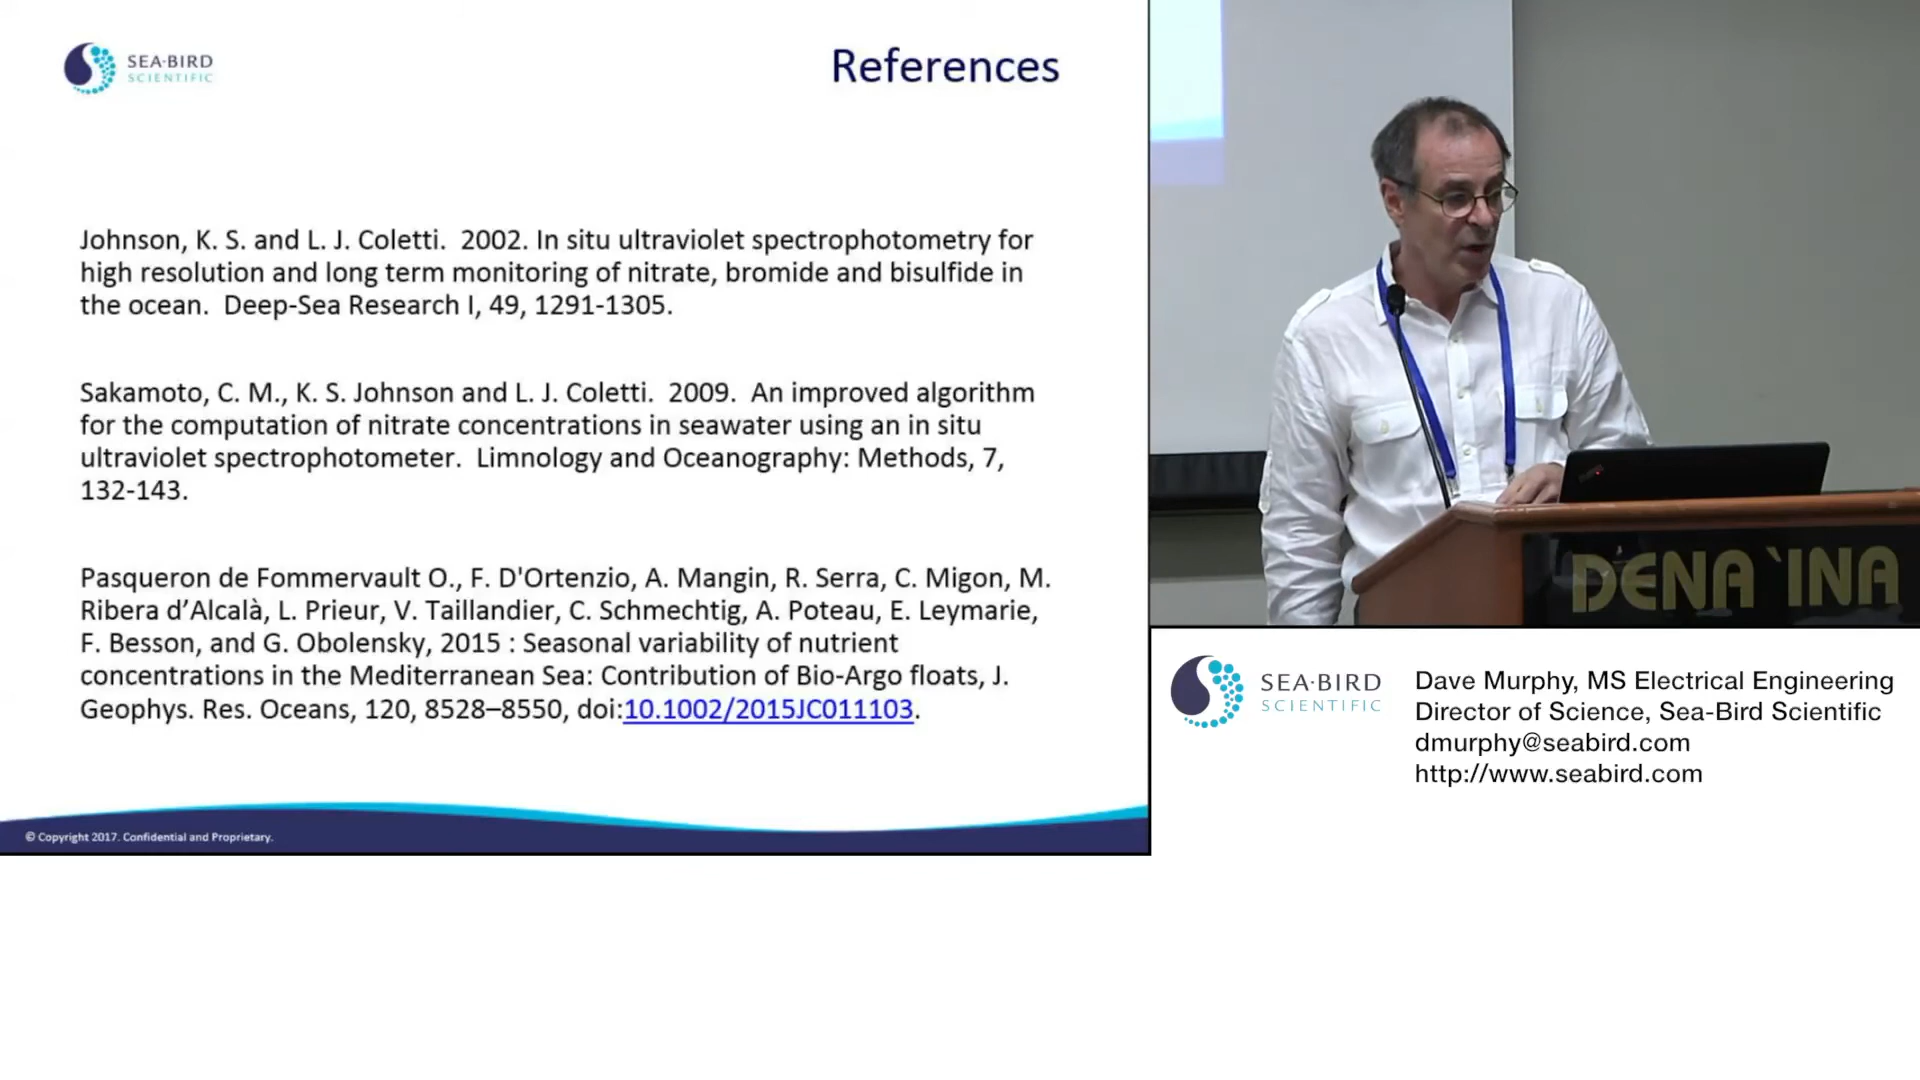 SEA·BIRD
SCIENTIFIC
References
Johnson, K. S. and L. J. Coletti.  2002. In situ ultraviolet spectrophotometry for
high resolution and long term monitoring of nitrate, bromide and bisulfide in
the ocean.  Deep-Sea Research I, 49, 1291-1305.
Sakamoto, C. M., K. S. Johnson and L. J. Coletti.  2009.  An improved algorithm
for the computation of nitrate concentrations in seawater using an in situ
ultraviolet spectrophotometer.  Limnology and Oceanography: Methods, 7,
132-143.
Pasqueron de Fommervault O., F. D'Ortenzio, A. Mangin, R. Serra, C. Migon, M.
Ribera d’Alcalà, L. Prieur, V. Taillandier, C. Schmechtig, A. Poteau, E. Leymarie,
F. Besson, and G. Obolensky, 2015 : Seasonal variability of nutrient
concentrations in the Mediterranean Sea: Contribution of Bio-Argo floats, J.
Geophys. Res. Oceans, 120, 8528–8550, doi:10.1002/2015JC011103.
© Copyright 2017. Confidential and Proprietary.
DENA`INA
SEA·BIRD
SCIENTIFIC
Dave Murphy, MS Electrical Engineering
Director of Science, Sea-Bird Scientific
dmurphy@seabird.com
http://www.seabird.com